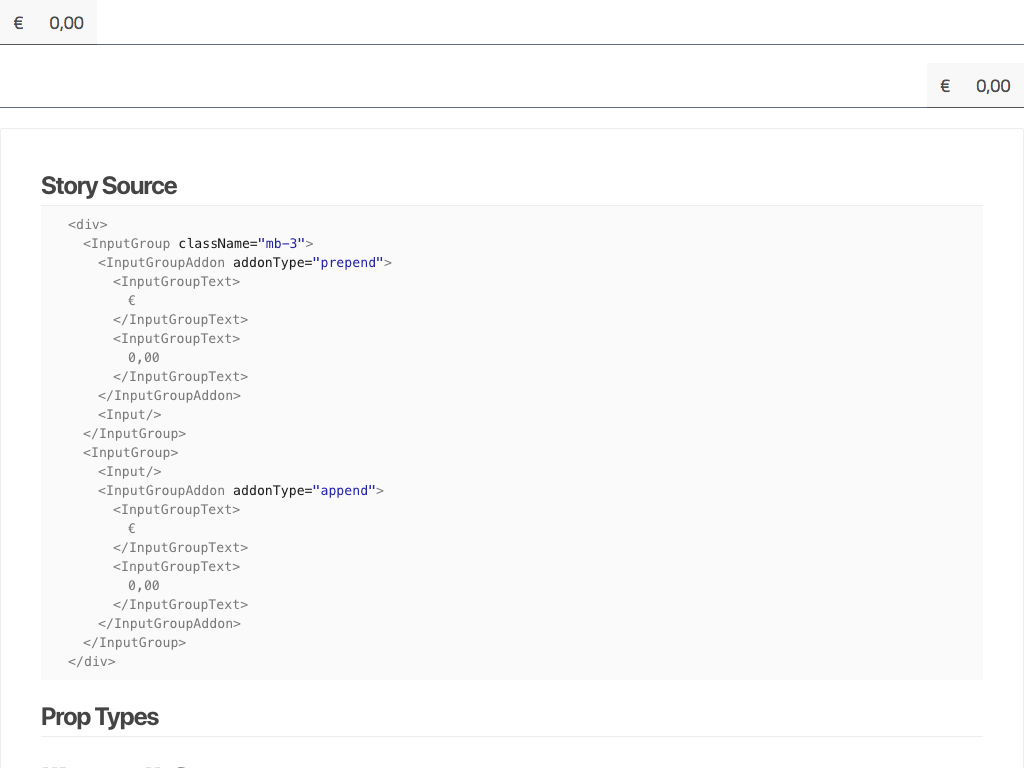 € 0,00
€ 0,00
Story Source
<div>
<InputGroup className="mb-3">
<InputGroupAddon addonType="prepend">
<InputGroupText>
€
</InputGroupText>
<InputGroupText>
0,00
</InputGroupText>
</InputGroupAddon>
<Input/>
</InputGroup>
<InputGroup>
<Input/>
<InputGroupAddon addonType="append">
<InputGroupText>
€
</InputGroupText>
<InputGroupText>
0,00
</InputGroupText>
</InputGroupAddon>
</InputGroup>
</div>
Prop Types